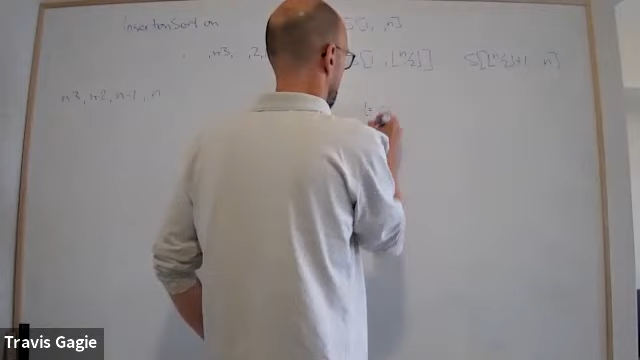 InsertionSort on S[1, ,n]
,n-3, ,2, S[1 ,⌊n/2⌋] S[⌊n/2⌋+1 ,n]
n-3, n-2, n-1, n
Travis Gagie